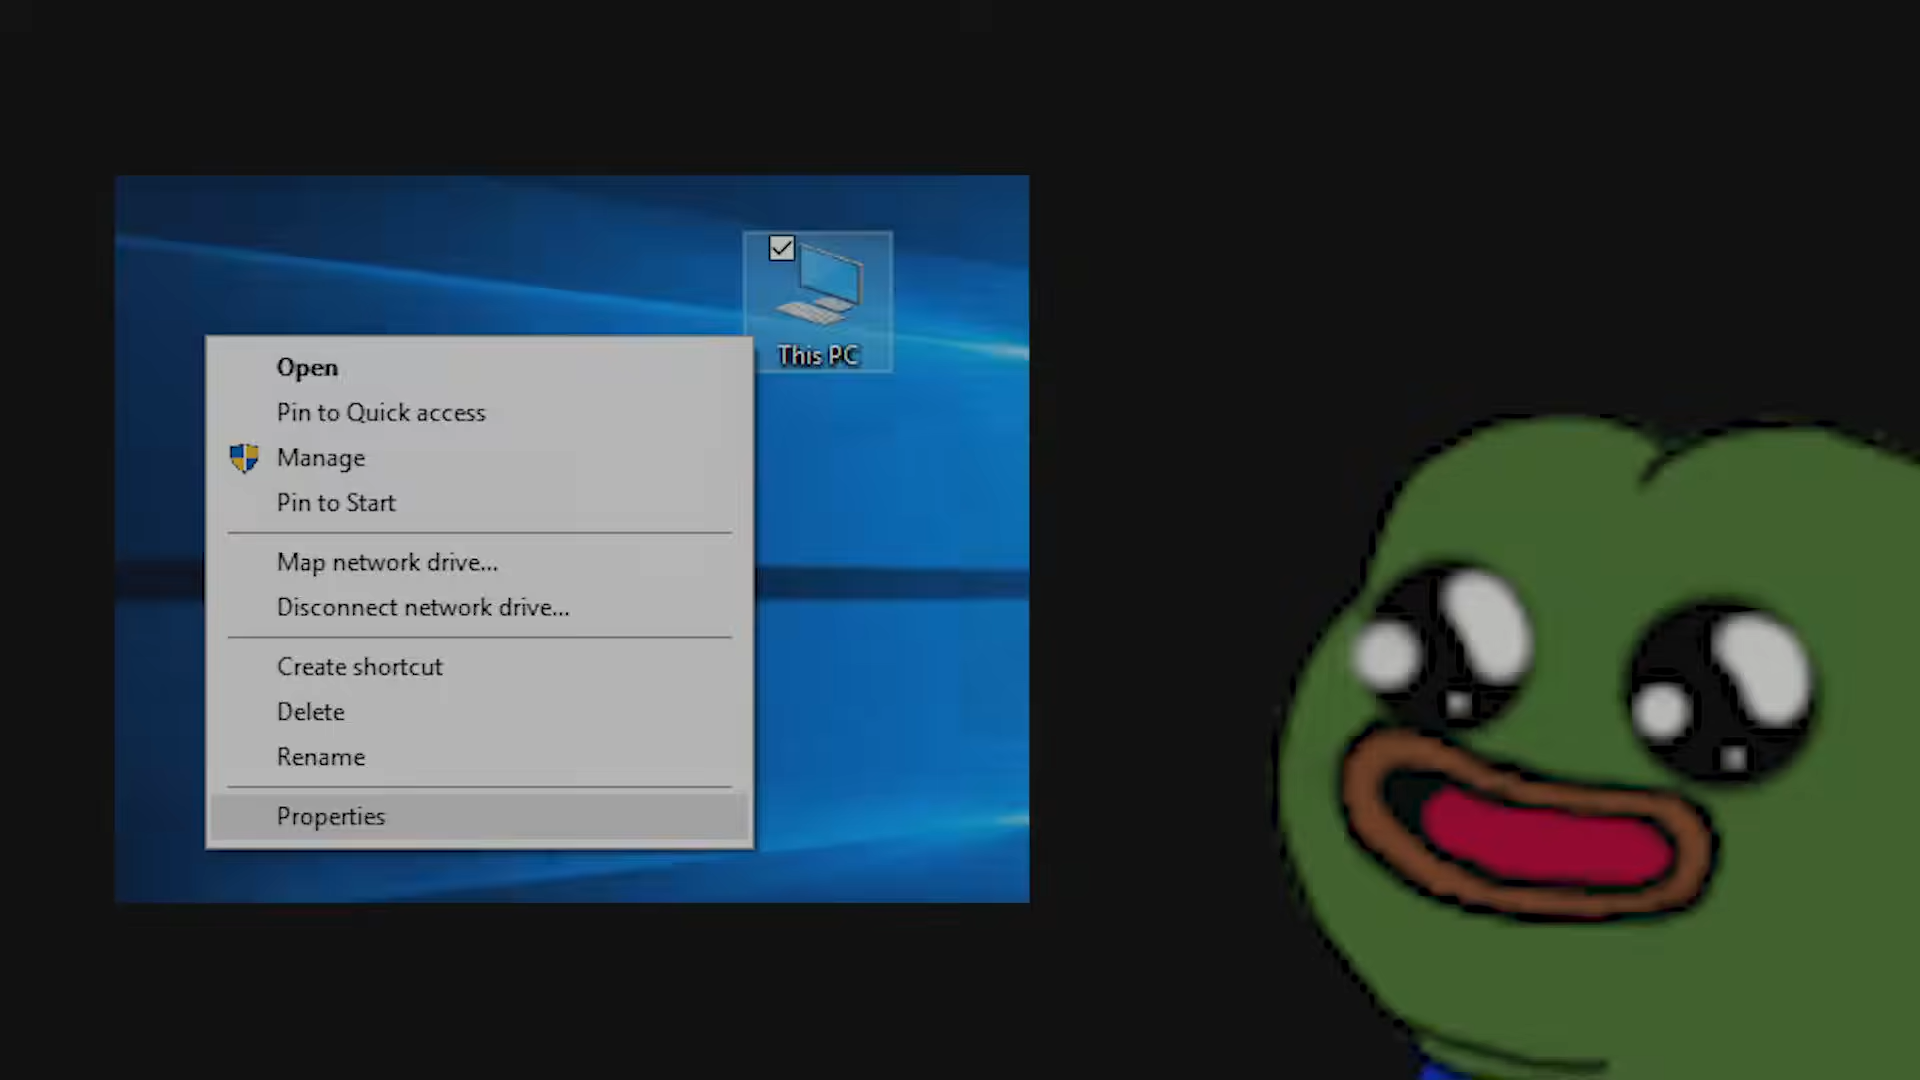 This PC
Open
Pin to Quick access
Manage
Pin to Start
Map network drive...
Disconnect network drive...
Create shortcut
Delete
Rename
Properties